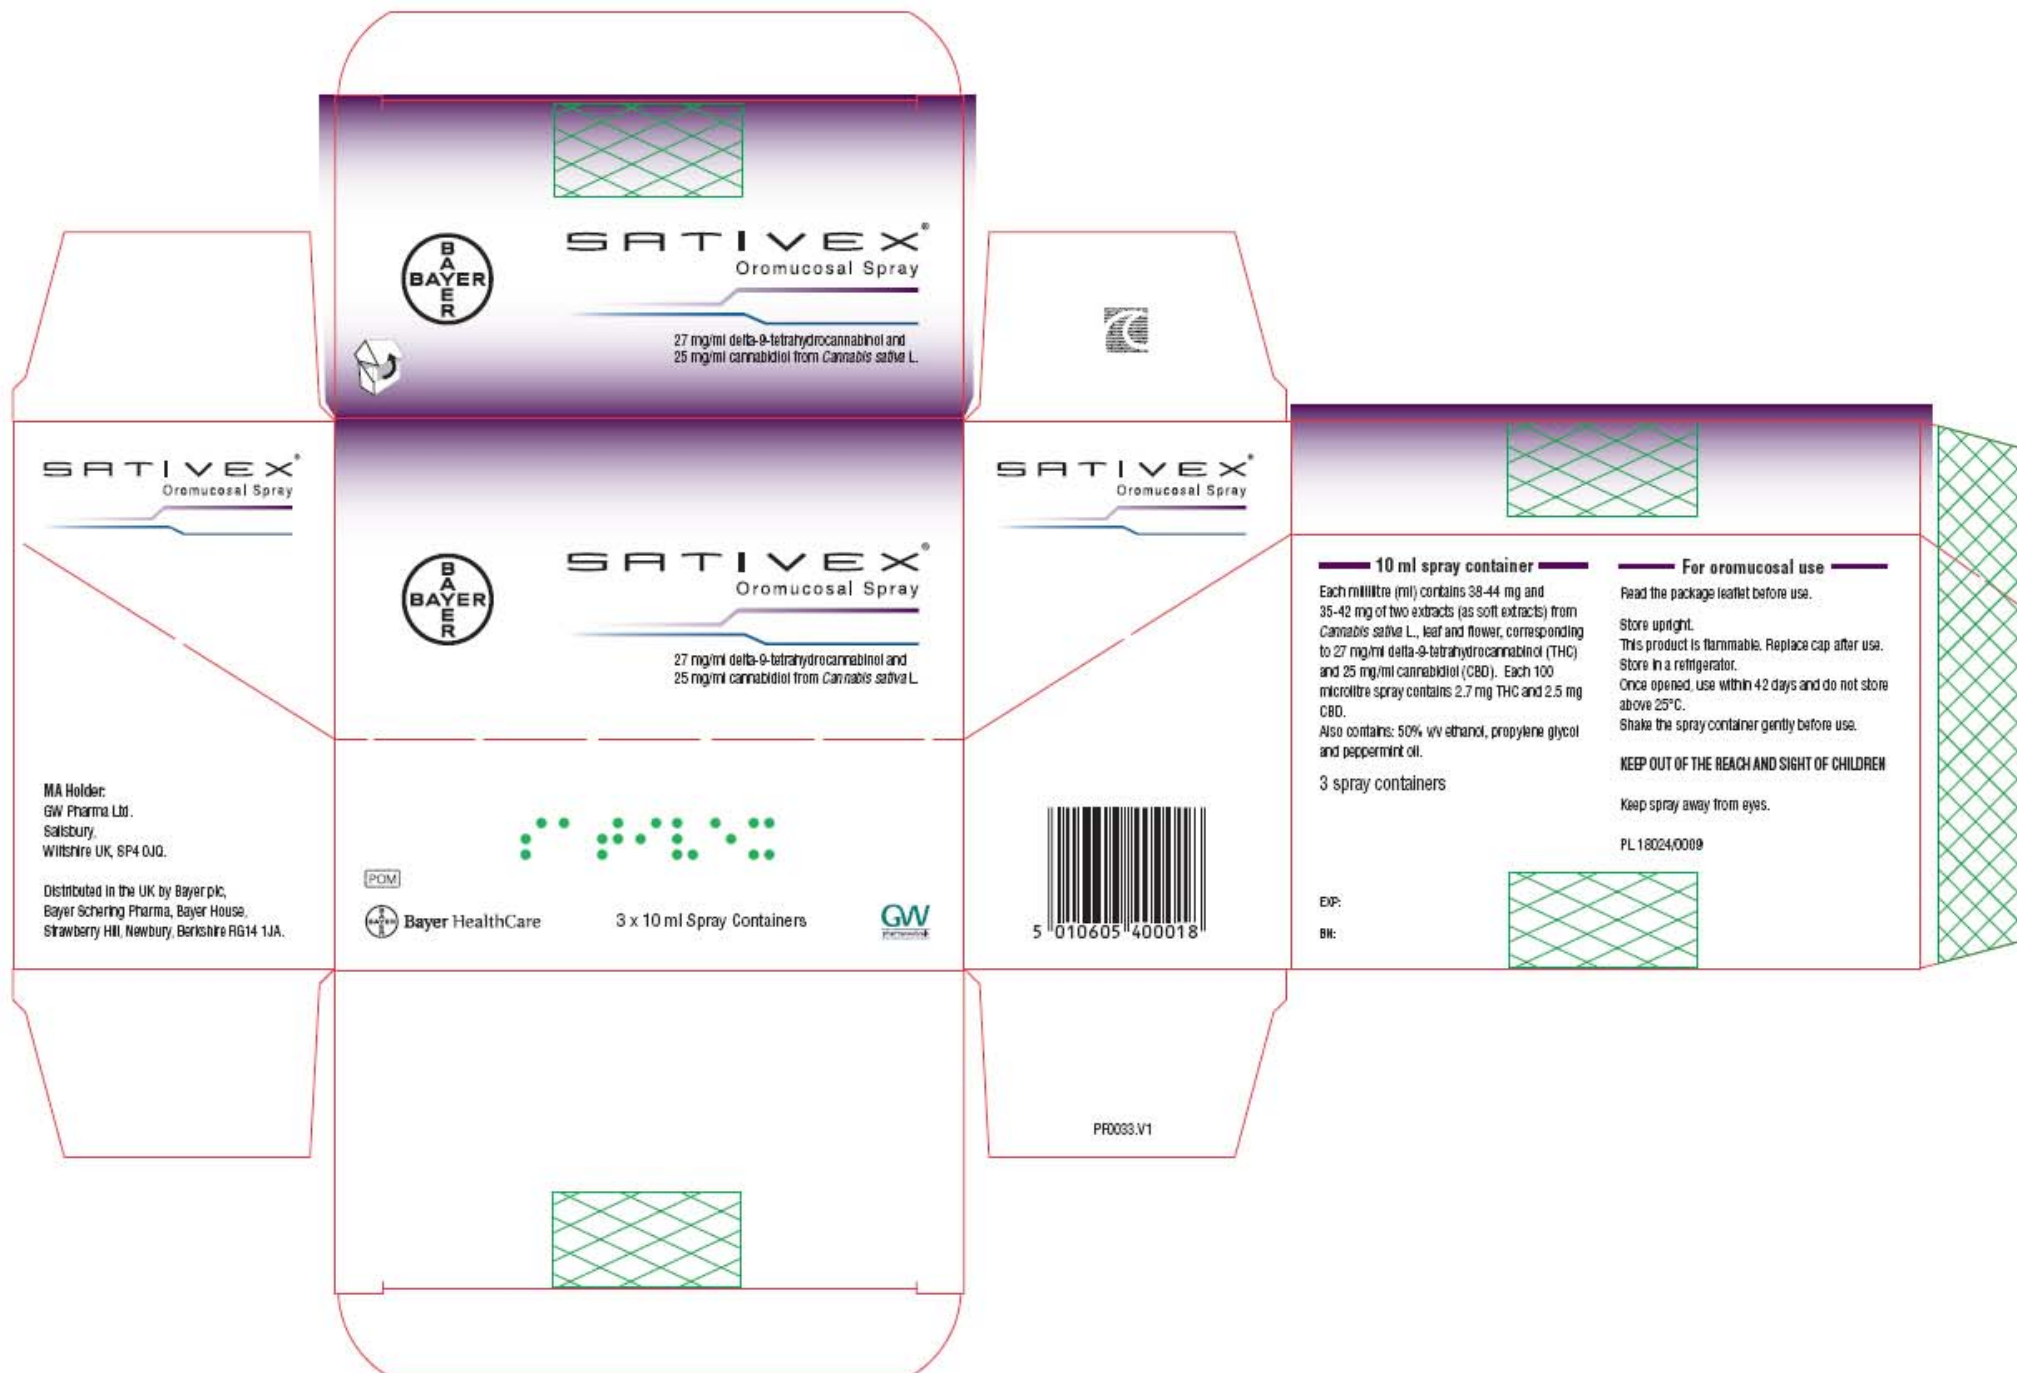 BAYER
BAYER
SATIVEX®
Oromucosal Spray
27 mg/ml delta-9-tetrahydrocannabinol and
25 mg/ml cannabidiol from Cannabis sativa L.
SATIVEX®
Oromucosal Spray
MA Holder:
GW Pharma Ltd.
Salisbury,
Wiltshire UK, SP4 0JQ.
Distributed in the UK by Bayer plc,
Bayer Schering Pharma, Bayer House,
Strawberry Hill, Newbury, Berkshire RG14 1JA.
BAYER
BAYER
SATIVEX®
Oromucosal Spray
27 mg/ml delta-9-tetrahydrocannabinol and
25 mg/ml cannabidiol from Cannabis sativa L.
⠎⠁⠞⠊⠧⠑⠭
POM
BAYER
BAYER
Bayer HealthCare
3 x 10 ml Spray Containers
GW
pharmaceuticals
SATIVEX®
Oromucosal Spray
5 010605 400018
PF0033.V1
10 ml spray container
Each millilitre (ml) contains 38-44 mg and
35-42 mg of two extracts (as soft extracts) from
Cannabis sativa L., leaf and flower, corresponding
to 27 mg/ml delta-9-tetrahydrocannabinol (THC)
and 25 mg/ml cannabidiol (CBD). Each 100
microlitre spray contains 2.7 mg THC and 2.5 mg
CBD.
Also contains: 50% v/v ethanol, propylene glycol
and peppermint oil.
3 spray containers
EXP:
BN:
For oromucosal use
Read the package leaflet before use.
Store upright.
This product is flammable. Replace cap after use.
Store in a refrigerator.
Once opened, use within 42 days and do not store
above 25°C.
Shake the spray container gently before use.
KEEP OUT OF THE REACH AND SIGHT OF CHILDREN
Keep spray away from eyes.
PL 18024/0009